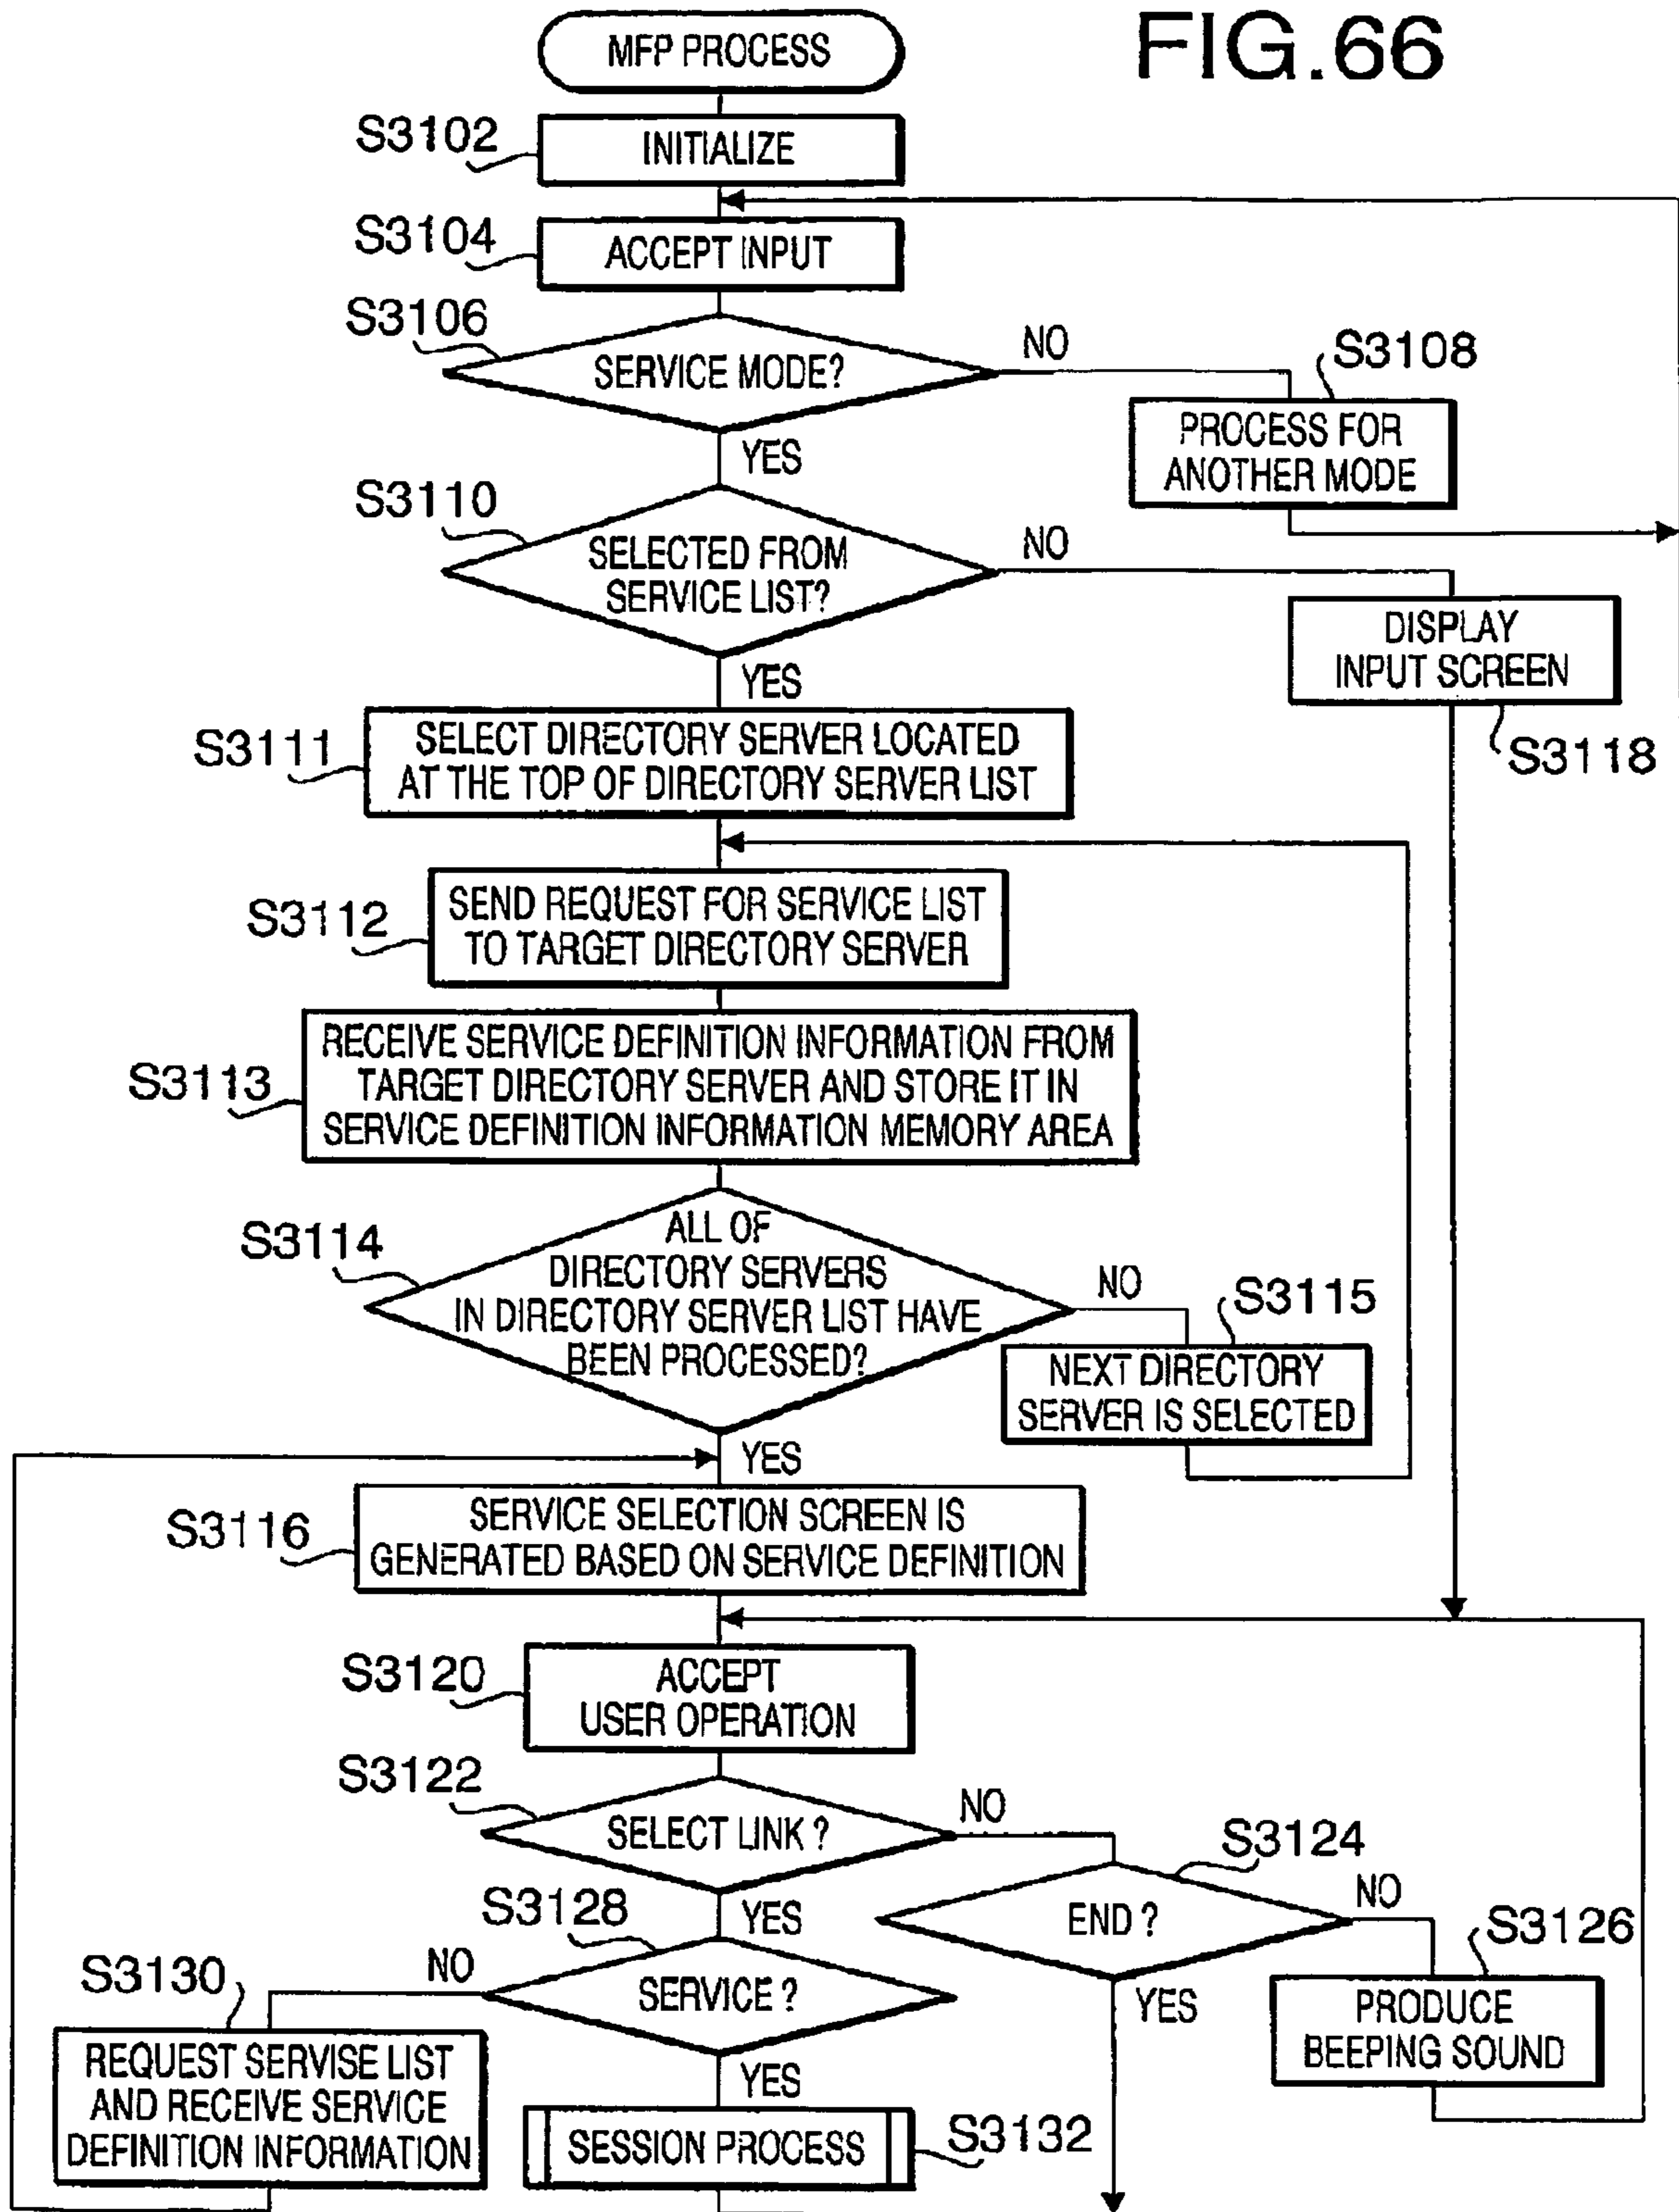 FIG.66
MFP PROCESS
S3102
INITIALIZE
S3104
ACCEPT INPUT
S3106
SERVICE MODE?
NO
S3108
PROCESS FOR
ANOTHER MODE
YES
S3110
SELECTED FROM
SERVICE LIST?
NO
DISPLAY
INPUT SCREEN
S3118
YES
S3111
SELECT DIRECTORY SERVER LOCATED
AT THE TOP OF DIRECTORY SERVER LIST
S3112
SEND REQUEST FOR SERVICE LIST
TO TARGET DIRECTORY SERVER
S3113
RECEIVE SERVICE DEFINITION INFORMATION FROM
TARGET DIRECTORY SERVER AND STORE IT IN
SERVICE DEFINITION INFORMATION MEMORY AREA
S3114
ALL OF
DIRECTORY SERVERS
IN DIRECTORY SERVER LIST HAVE
BEEN PROCESSED?
NO
S3115
NEXT DIRECTORY
SERVER IS SELECTED
YES
S3116
SERVICE SELECTION SCREEN IS
GENERATED BASED ON SERVICE DEFINITION
S3120
ACCEPT
USER OPERATION
S3122
SELECT LINK ?
NO
S3124
END ?
NO
S3126
PRODUCE
BEEPING SOUND
YES
YES
S3128
SERVICE ?
NO
S3130
REQUEST SERVISE LIST
AND RECEIVE SERVICE
DEFINITION INFORMATION
YES
SESSION PROCESS
S3132